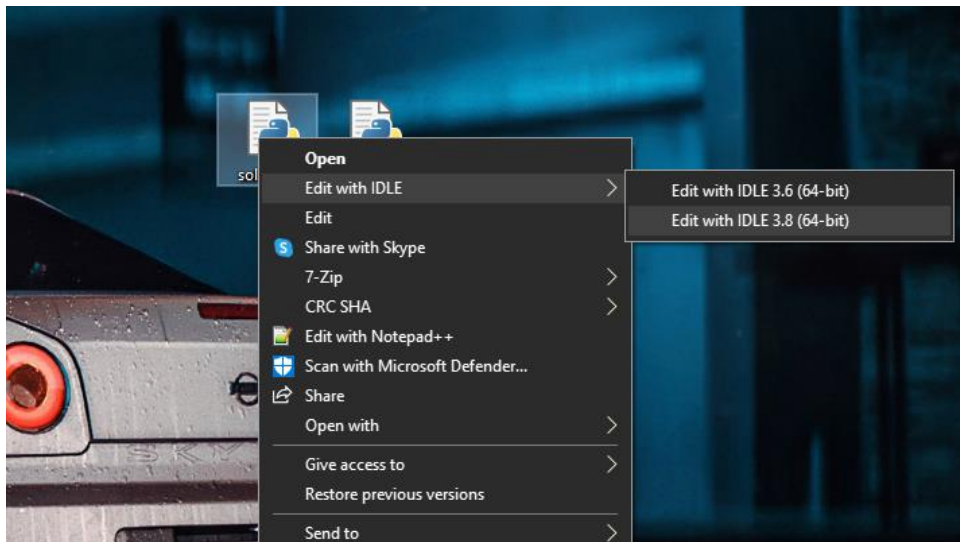 sol
Open
Edit with IDLE
Edit with IDLE 3.6 (64-bit)
Edit with IDLE 3.8 (64-bit)
Edit
S
Share with Skype
7-Zip
CRC SHA
Edit with Notepad++
Scan with Microsoft Defender...
Share
Open with
SKY
Give access to
Restore previous versions
Send to